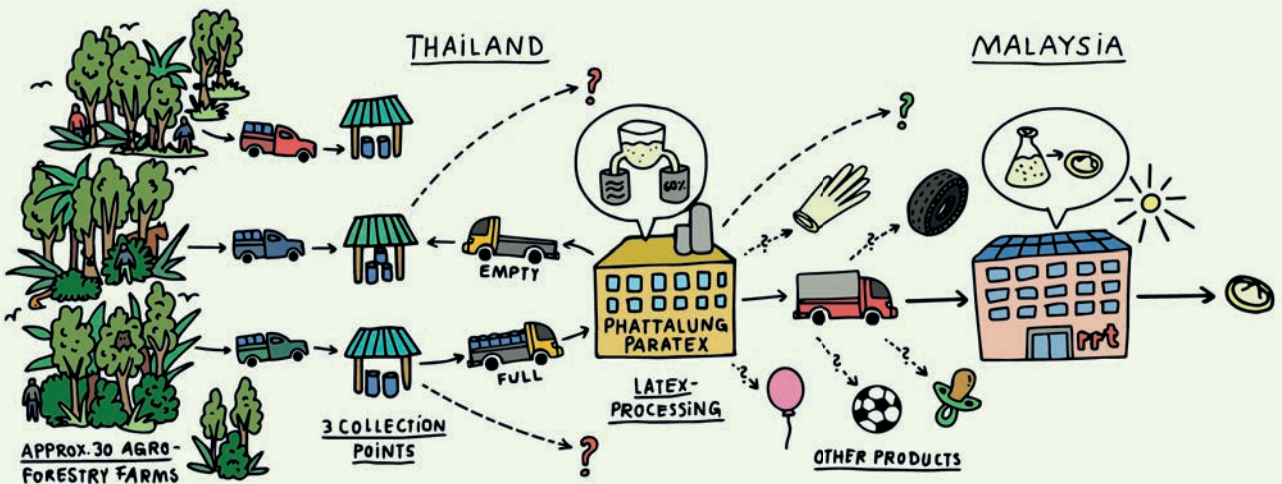 THAILAND
MALAYSIA
?
?
60%
EMPTY
?
?
PHATTALUNG
PARATEX
rrt
FULL
?
?
?
LATEX-
PROCESSING
3 COLLECTION
POINTS
?
APPROX. 30 AGRO-
FORESTRY FARMS
OTHER PRODUCTS